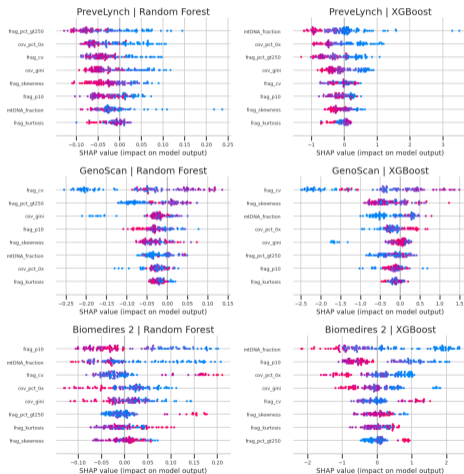 PreveLynch | Random Forest
frag_pct_gt250
cov_pct_0x
frag_cv
cov_gini
frag_skewness
frag_p10
mtDNA_fraction
frag_kurtosis
−0.10 −0.05 0.00 0.05 0.10 0.15 0.20 0.25
SHAP value (impact on model output)
PreveLynch | XGBoost
mtDNA_fraction
frag_pct_gt250
cov_pct_0x
cov_gini
frag_cv
frag_p10
frag_skewness
frag_kurtosis
−1 0 1 2 3
SHAP value (impact on model output)
GenoScan | Random Forest
frag_cv
frag_pct_gt250
cov_gini
frag_p10
frag_skewness
mtDNA_fraction
cov_pct_0x
frag_kurtosis
−0.25 −0.20 −0.15 −0.10 −0.05 0.00 0.05 0.10 0.15
SHAP value (impact on model output)
GenoScan | XGBoost
frag_cv
frag_skewness
mtDNA_fraction
cov_pct_0x
cov_gini
frag_pct_gt250
frag_p10
frag_kurtosis
−2.5 −2.0 −1.5 −1.0 −0.5 0.0 0.5 1.0 1.5
SHAP value (impact on model output)
Biomedires 2 | Random Forest
frag_p10
mtDNA_fraction
frag_cv
cov_pct_0x
cov_gini
frag_pct_gt250
frag_kurtosis
frag_skewness
−0.10 −0.05 0.00 0.05 0.10 0.15 0.20
SHAP value (impact on model output)
Biomedires 2 | XGBoost
mtDNA_fraction
frag_p10
cov_pct_0x
cov_gini
frag_cv
frag_skewness
frag_kurtosis
frag_pct_gt250
−2 −1 0 1 2
SHAP value (impact on model output)